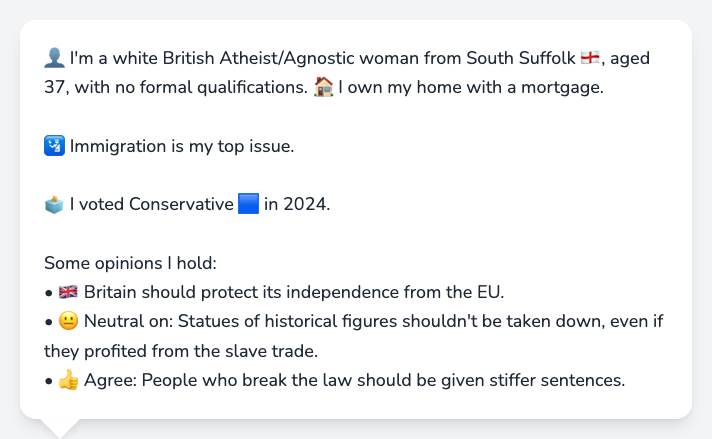 👤 I'm a white British Atheist/Agnostic woman from South Suffolk 🏴󠁧󠁢󠁥󠁮󠁧󠁿, aged
37, with no formal qualifications. 🏠 I own my home with a mortgage.
🛂 Immigration is my top issue.
🗳️ I voted Conservative 🟦 in 2024.
Some opinions I hold:
• 🇬🇧 Britain should protect its independence from the EU.
• 😐 Neutral on: Statues of historical figures shouldn't be taken down, even if
they profited from the slave trade.
• 👍 Agree: People who break the law should be given stiffer sentences.